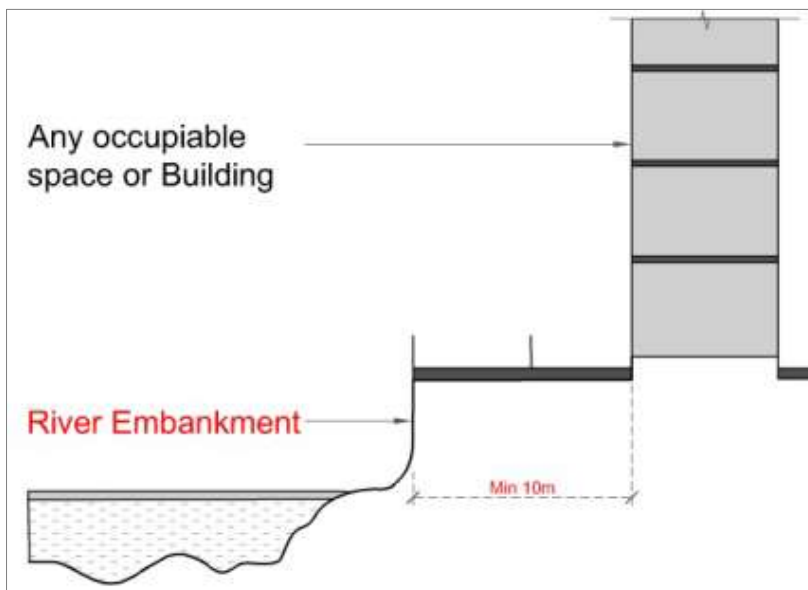 Any occupiable
space or Building
River Embankment
Min 10m